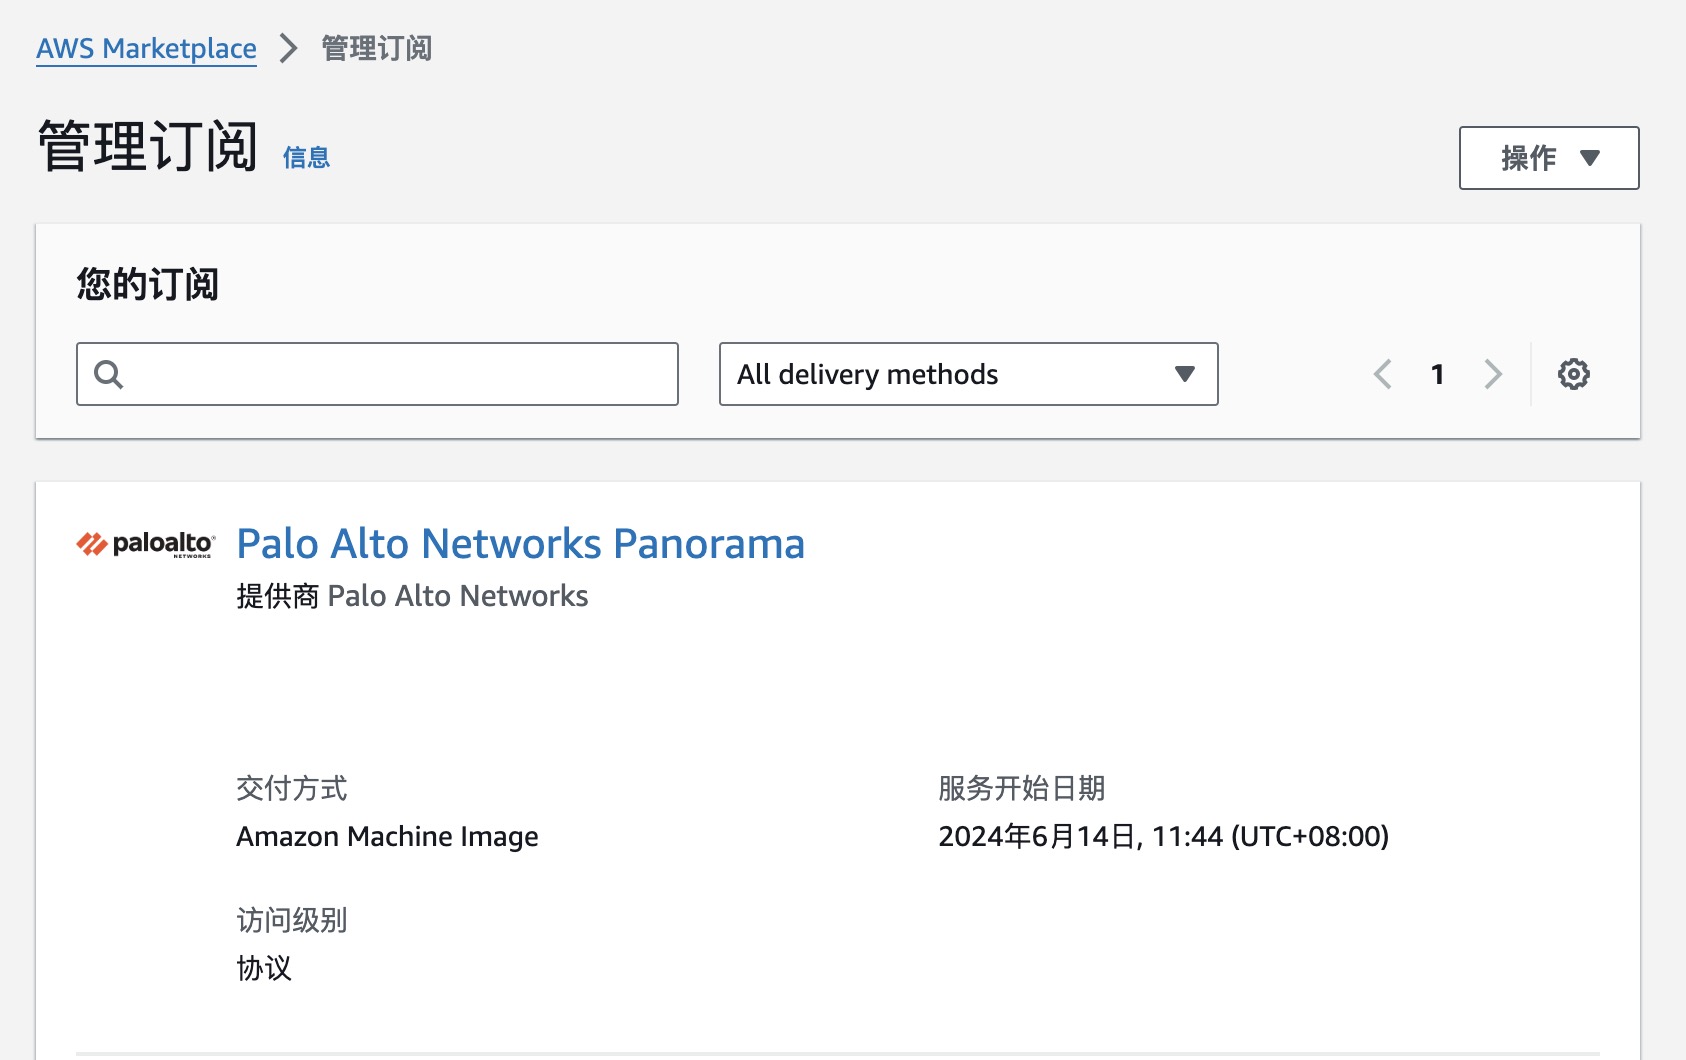 AWS Marketplace > 管理订阅
管理订阅 信息
操作
您的订阅
All delivery methods
1
paloalto® Palo Alto Networks Panorama
NETWORKS
提供商 Palo Alto Networks
交付方式
Amazon Machine Image
服务开始日期
2024年6月14日, 11:44 (UTC+08:00)
访问级别
协议